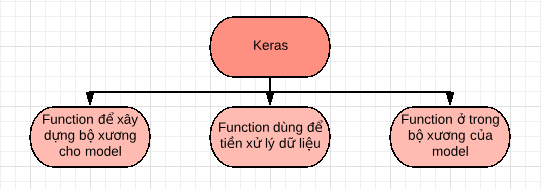 Keras
Function để xây
dựng bộ xương
cho model
Function dùng để
tiền xử lý dữ liệu
Function ở trong
bộ xương của
model